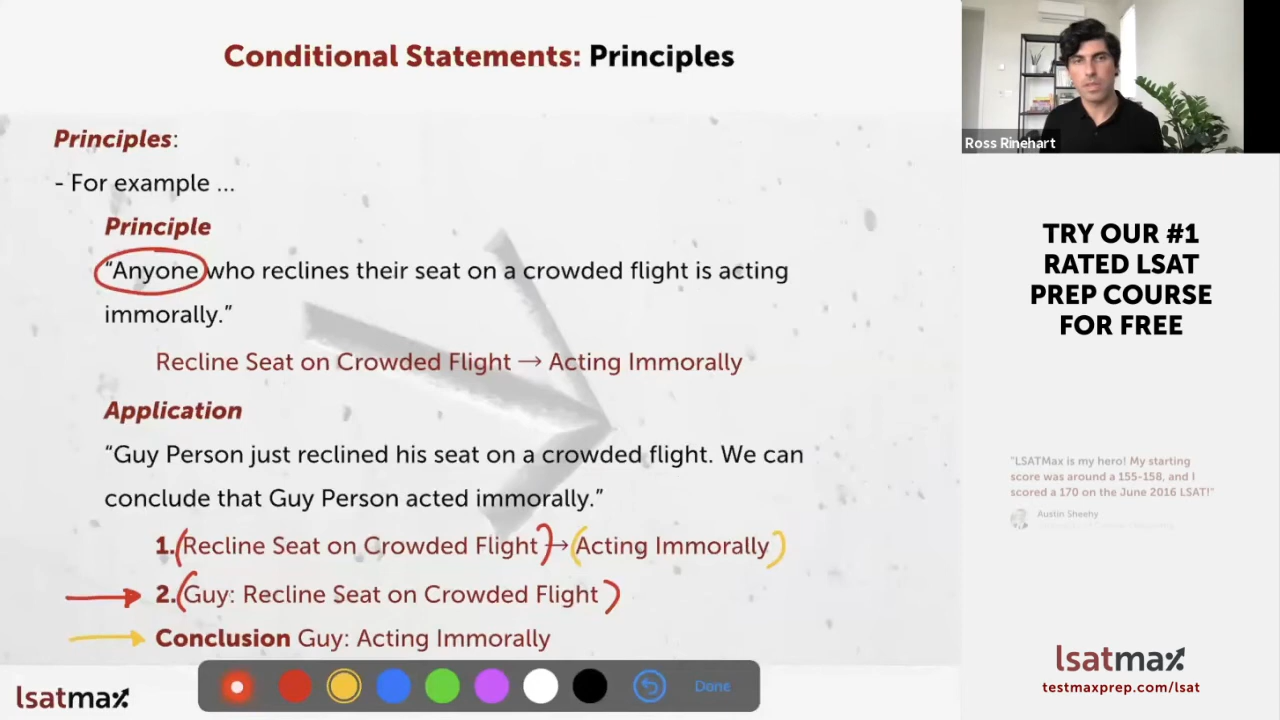 Conditional Statements: Principles
Principles:
- For example ...
Principle
“Anyone who reclines their seat on a crowded flight is acting
immorally.”
Recline Seat on Crowded Flight → Acting Immorally
Application
“Guy Person just reclined his seat on a crowded flight. We can
conclude that Guy Person acted immorally.”
1. Recline Seat on Crowded Flight → Acting Immorally
2. Guy: Recline Seat on Crowded Flight
Conclusion Guy: Acting Immorally
Done
lsatmax
Ross Rinehart
TRY OUR #1
RATED LSAT
PREP COURSE
FOR FREE
"LSATMax is my hero! My starting
score was around a 155-158, and I
scored a 170 on the June 2016 LSAT!"
Austin Sheehy
lsatmax
testmaxprep.com/lsat